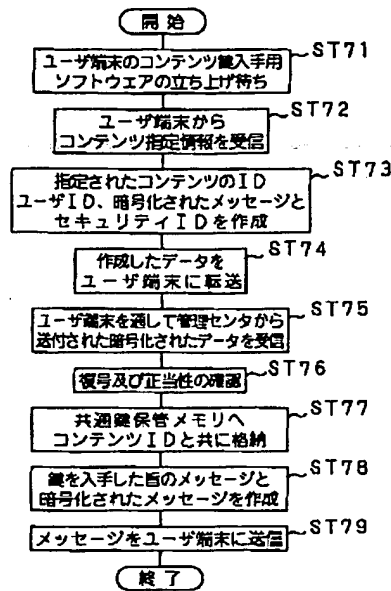 開始
ST71
ユーザ端末のコンテンツ鍵入手用
ソフトウェアの立ち上げ待ち
ST72
ユーザ端末から
コンテンツ指定情報を受信
ST73
指定されたコンテンツのID
ユーザID、暗号化されたメッセージと
セキュリティIDを作成
ST74
作成したデータを
ユーザ端末に転送
ST75
ユーザ端末を通して管理センタから
送付された暗号化されたデータを受信
ST76
復号及び正当性の確認
ST77
共通鍵保管メモリへ
コンテンツIDと共に格納
ST78
鍵を入手した旨のメッセージと
暗号化されたメッセージを作成
ST79
メッセージをユーザ端末に送信
終了